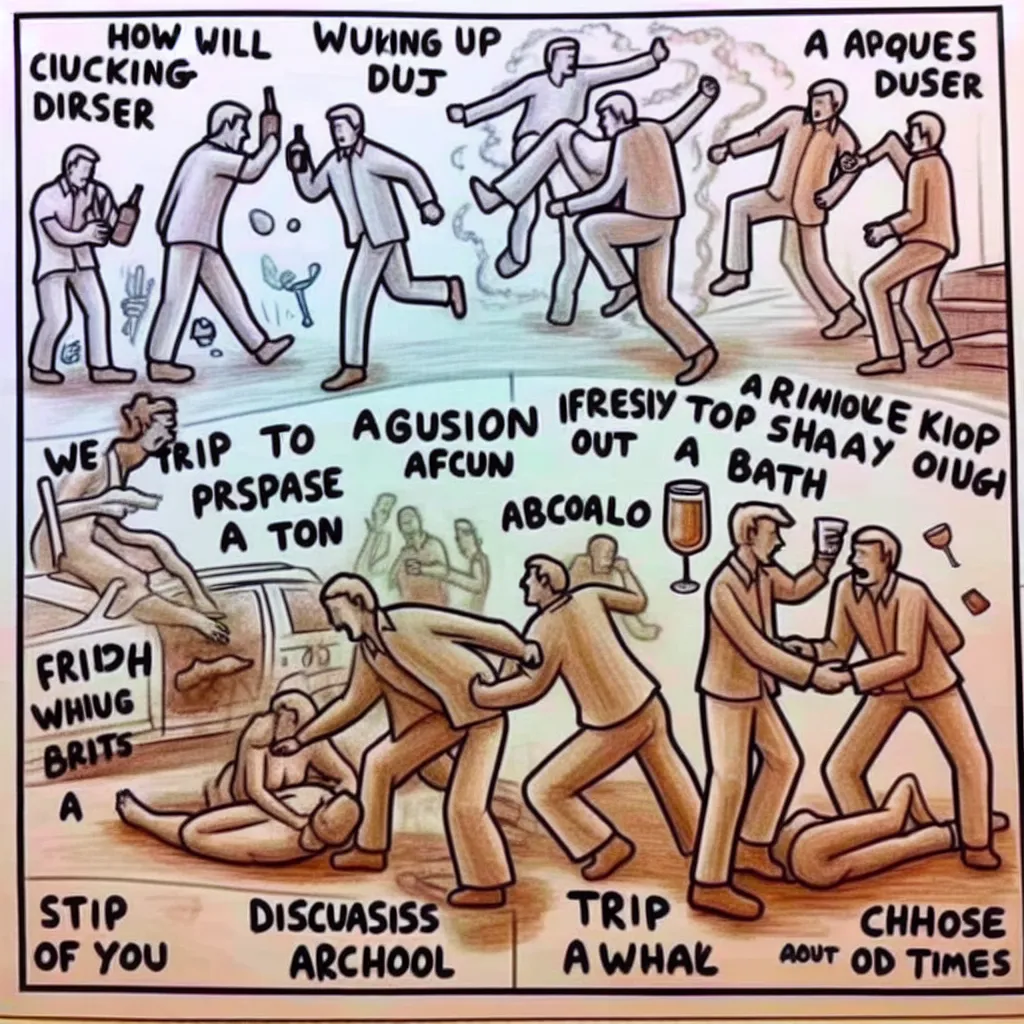 HOW WILL
CIUCKING
DIRSER
WUKING UP
DUJ
A APQUES
DUSER
WE TRIP TO
PRSPASE
A TON
AGUSION
AFCUN
IFRESIY TOP SHAAY
OUT A BATH
A RINIOLE KIOP
OIUGI
ABCOALO
FRIDH
WHIUG
BRITS
A
STIP
OF YOU
DISCUASISS
ARCHOOL
TRIP
A WHAK
CHHOSE
AOUT OD TIMES